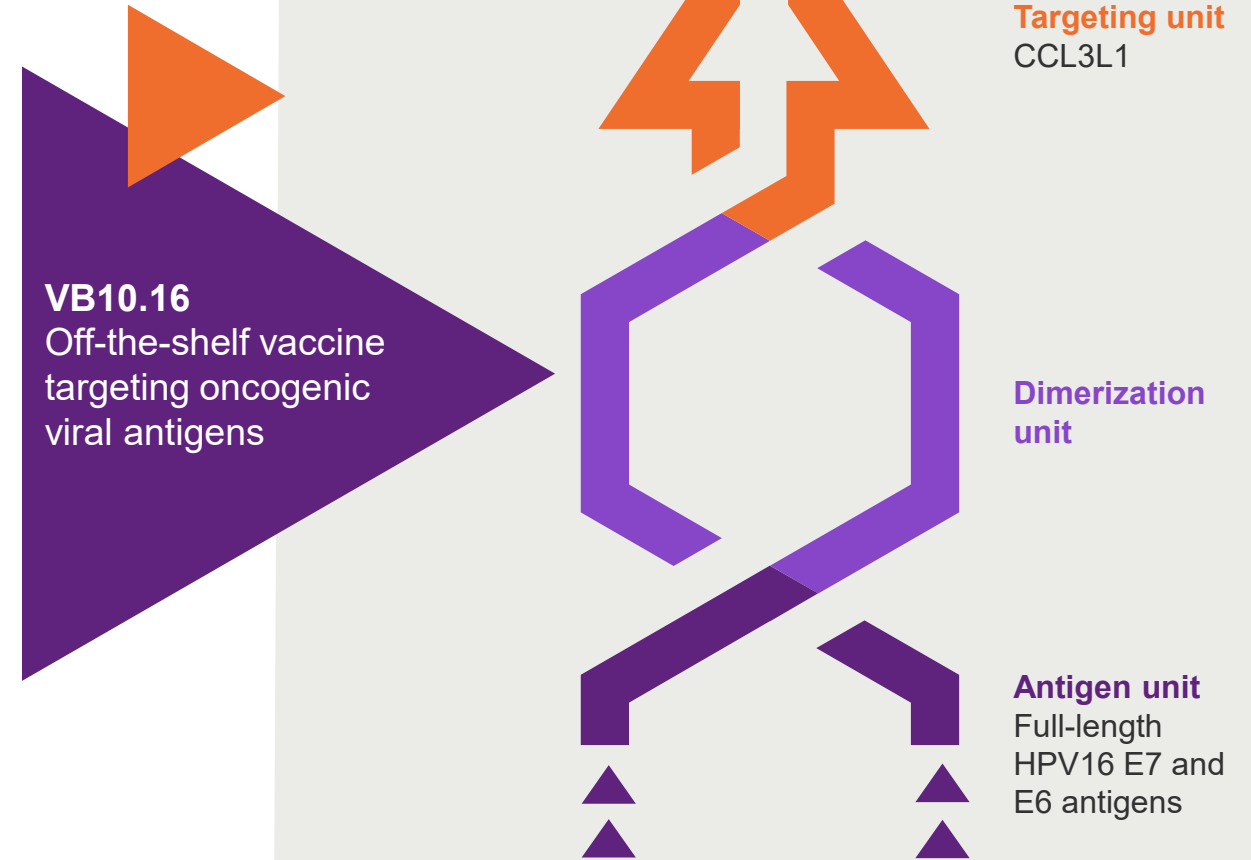 Targeting unit
CCL3L1
VB10.16
Off-the-shelf vaccine
targeting oncogenic
viral antigens
Dimerization
unit
Antigen unit
Full-length
HPV16 E7 and
E6 antigens